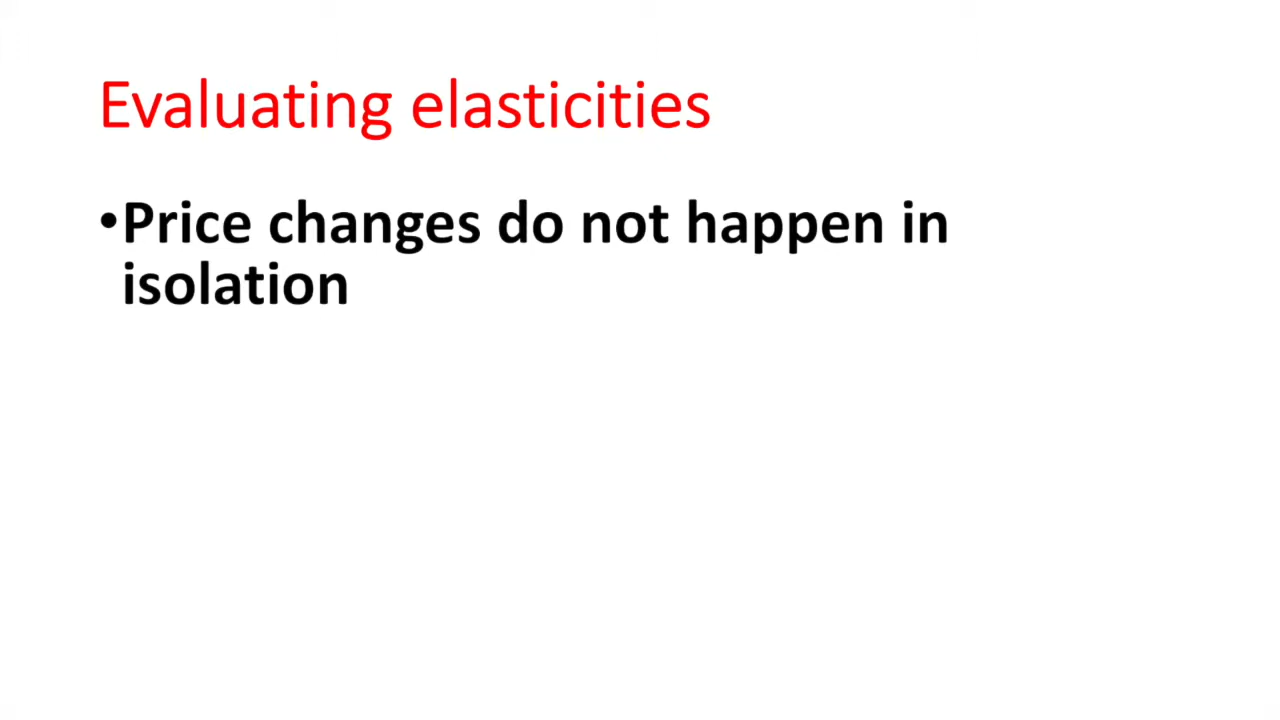 Evaluating elasticities
•Price changes do not happen in
isolation